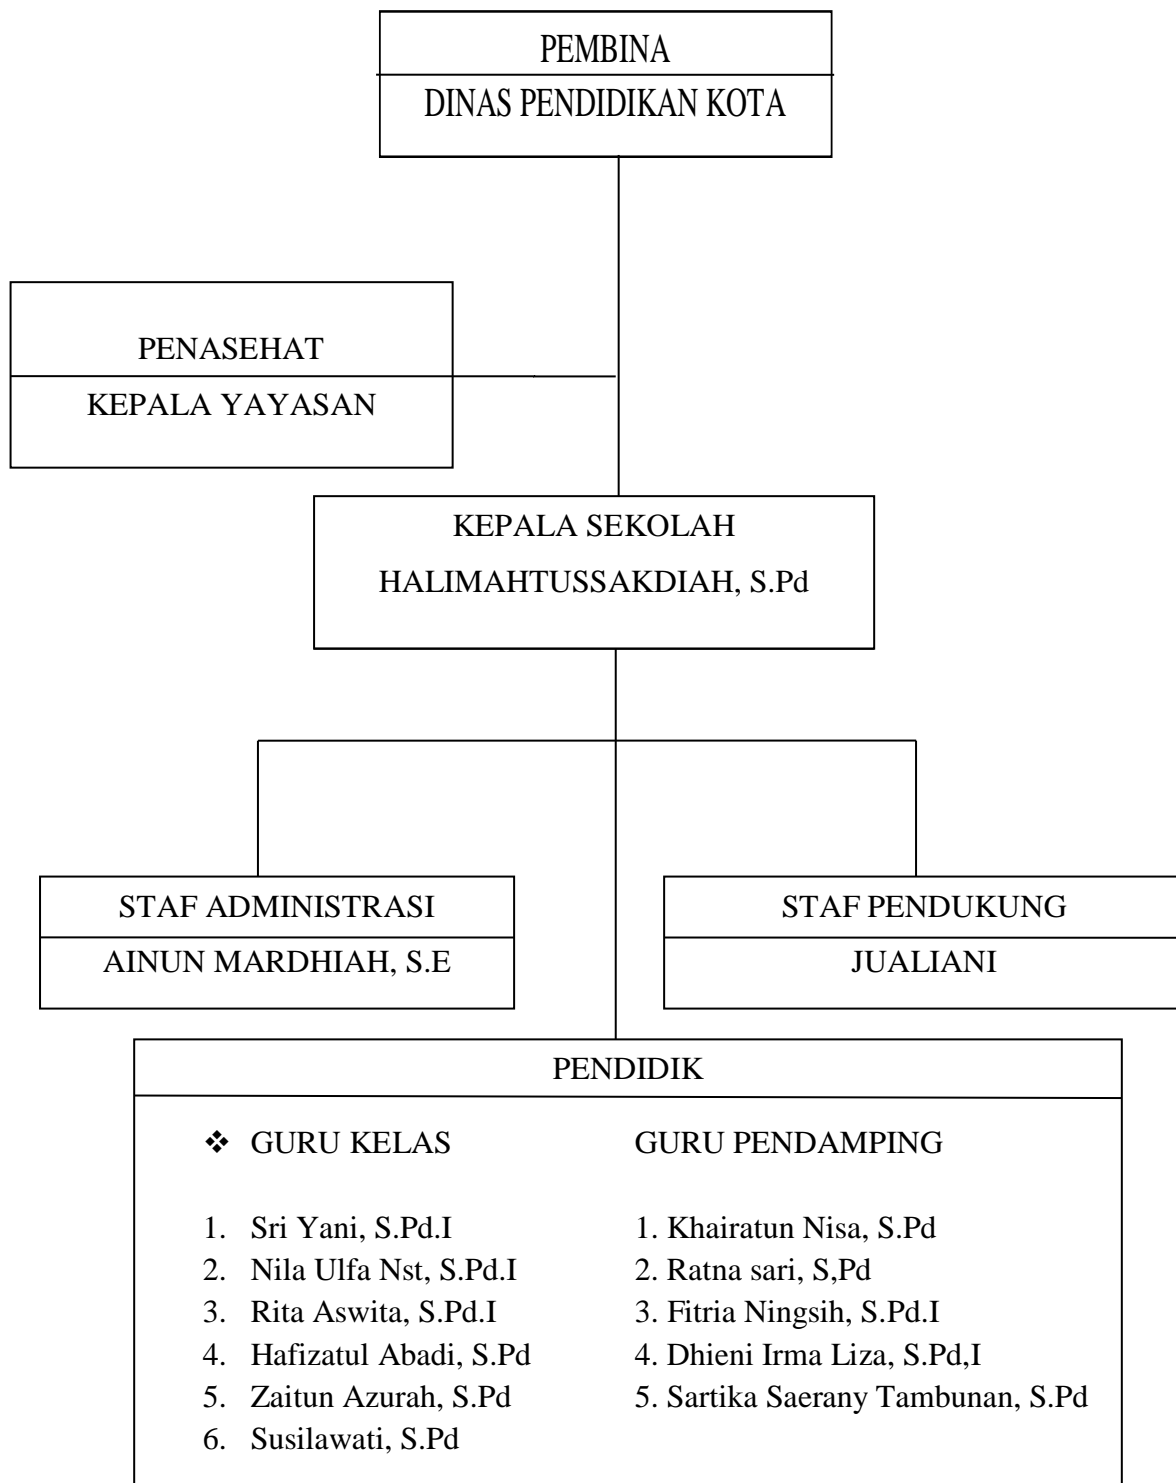 PEMBINA
DINAS PENDIDIKAN KOTA
PENASEHAT
KEPALA YAYASAN
KEPALA SEKOLAH
HALIMAHTUSSAKDIAH, S.Pd
STAF ADMINISTRASI
AINUN MARDHIAH, S.E
STAF PENDUKUNG
JUALIANI
PENDIDIK
❖ GURU KELAS
1. Sri Yani, S.Pd.I
2. Nila Ulfa Nst, S.Pd.I
3. Rita Aswita, S.Pd.I
4. Hafizatul Abadi, S.Pd
5. Zaitun Azurah, S.Pd
6. Susilawati, S.Pd
GURU PENDAMPING
1. Khairatun Nisa, S.Pd
2. Ratna sari, S,Pd
3. Fitria Ningsih, S.Pd.I
4. Dhieni Irma Liza, S.Pd,I
5. Sartika Saerany Tambunan, S.Pd